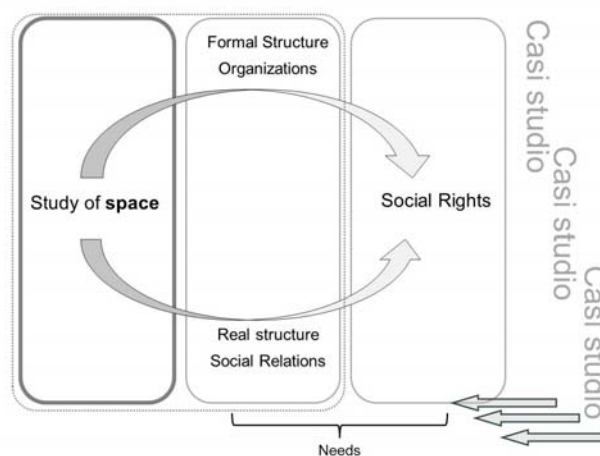 Formal Structure
Organizations
Study of space
Social Rights
Real structure
Social Relations
Needs
Casi studio
Casi studio
Casi studio